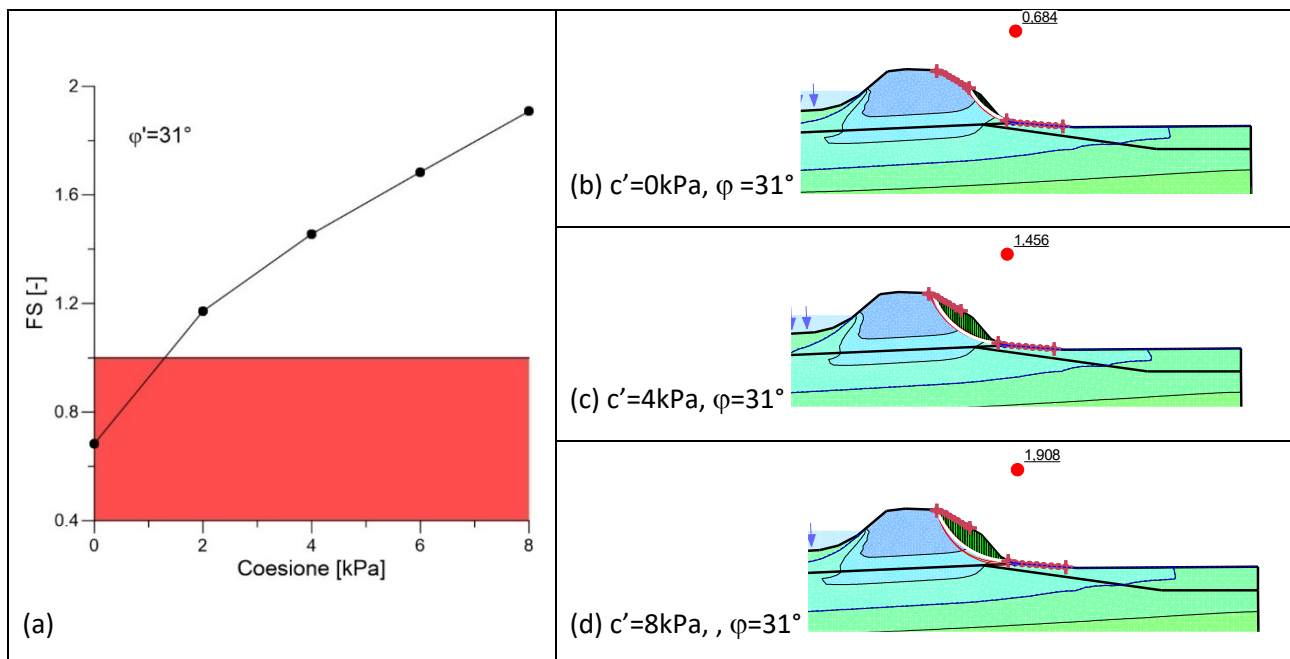 2
1.6
1.2
0.8
0.4
FS [-]
φ'=31°
0 2 4 6 8
Coesione [kPa]
(a)
0,684
(b) c’=0kPa, φ =31°
1,456
(c) c’=4kPa, φ=31°
1,908
(d) c’=8kPa, , φ=31°